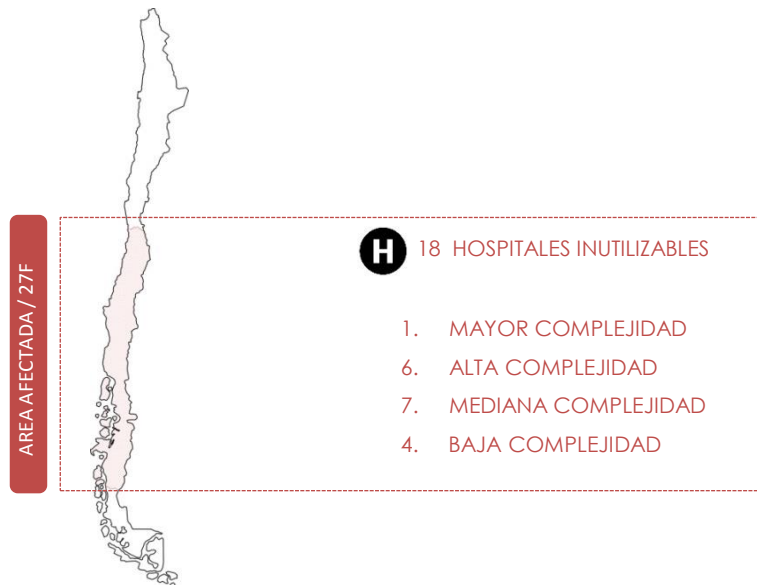 AREA AFECTADA / 27F
H
18 HOSPITALES INUTILIZABLES
1. MAYOR COMPLEJIDAD
6. ALTA COMPLEJIDAD
7. MEDIANA COMPLEJIDAD
4. BAJA COMPLEJIDAD